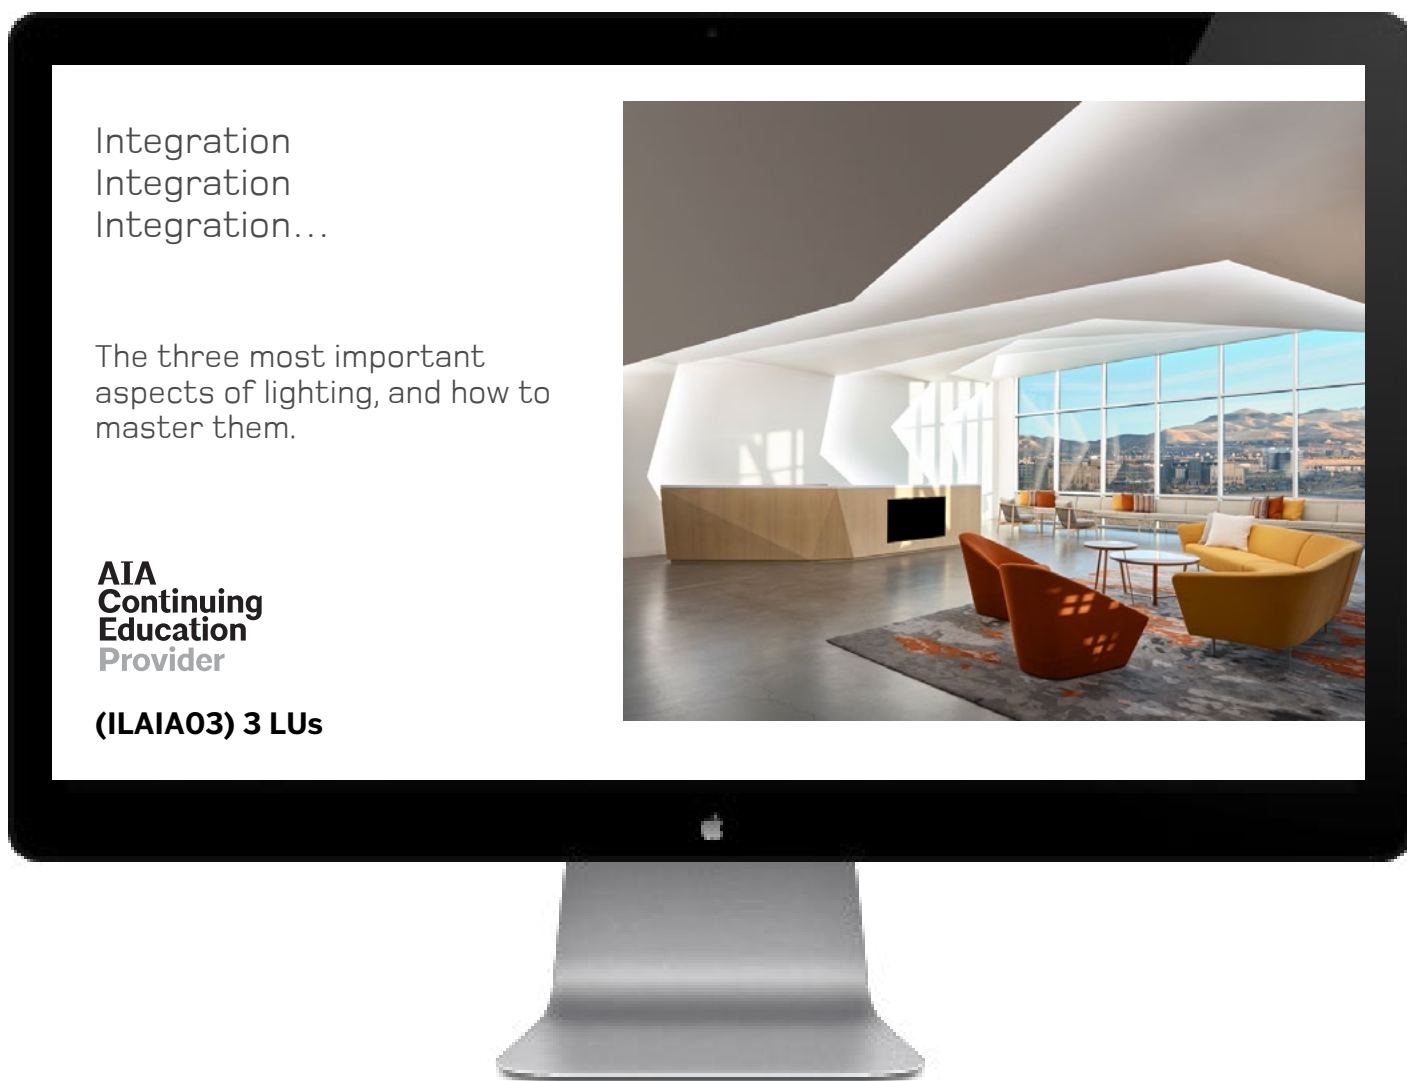 Integration
Integration
Integration...
The three most important
aspects of lighting, and how to
master them.
AIA
Continuing
Education
Provider
(ILAIA03) 3 LUs